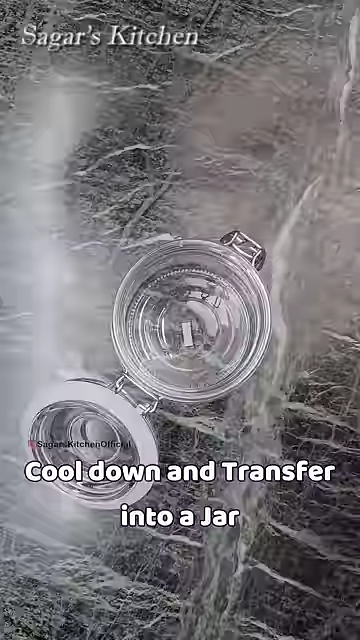 Sagar's Kitchen
SagarsKitchenOfficial
Cool down and Transfer
into a Jar